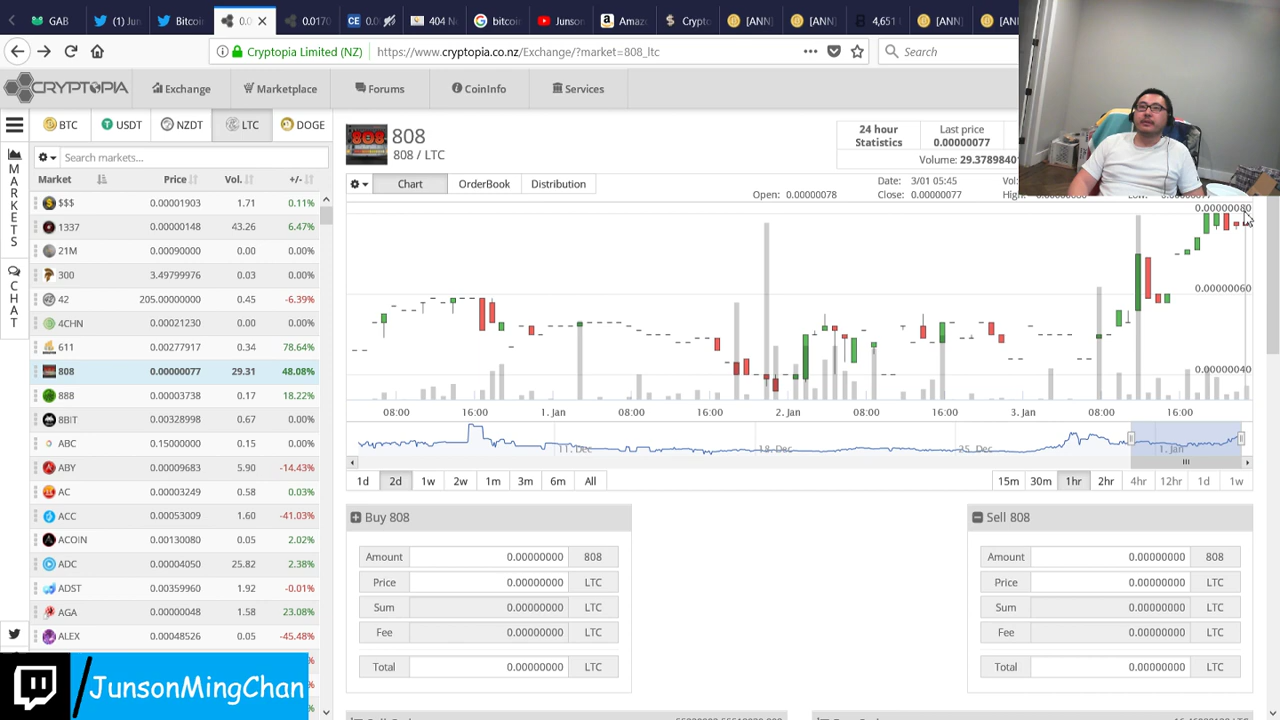 GAB
(1) Jun
Bitcoin
0.0
0.0170
0.0
404 N
bitcoin
Junson
Amaz
Crypto
[ANN]
[ANN]
4,651
[ANN]
[ANN
Cryptopia Limited (NZ)
https://www.cryptopia.co.nz/Exchange/?market=808_ltc
Search
CRYPTOPIA
Exchange
Marketplace
Forums
CoinInfo
Services
BTC
USDT
NZDT
LTC
DOGE
MARKETS
CHAT
Search markets...
Market Price Vol. +/-
$$$ 0.00001903 1.71 0.11%
1337 0.00000148 43.26 6.47%
21M 0.00090000 0.00 0.00%
300 3.49799976 0.03 0.00%
42 205.00000000 0.45 -6.39%
4CHN 0.00021230 0.00 0.00%
611 0.00277917 0.34 78.64%
808 0.00000077 29.31 48.08%
888 0.00003738 0.17 18.22%
8BIT 0.00328998 0.67 0.00%
ABC 0.15000000 0.15 0.00%
ABY 0.00009683 5.90 -14.43%
AC 0.00003249 0.58 0.03%
ACC 0.00053009 1.60 -41.03%
ACOIN 0.00130080 0.05 2.02%
ADC 0.00004050 25.82 2.38%
ADST 0.00359960 1.92 -0.01%
AGA 0.00000048 1.58 23.08%
ALEX 0.00048526 0.05 -45.48%
808
808 / LTC
24 hour
Statistics
Last price
0.00000077
Volume: 29.37898401
Chart
OrderBook
Distribution
Date: 3/01 05:45
Open: 0.00000078
Close: 0.00000077
0.00000080
0.00000060
0.00000040
08:00 16:00 1. Jan 08:00 16:00 2. Jan 08:00 16:00 3. Jan 08:00 16:00
11. Dec 18. Dec 25. Dec 1. Jan
1d 2d 1w 2w 1m 3m 6m All
15m 30m 1hr 2hr 4hr 12hr 1d 1w
Buy 808
Amount 0.00000000 808
Price 0.00000000 LTC
Sum 0.00000000 LTC
Fee 0.00000000 LTC
Total 0.00000000 LTC
Sell 808
Amount 0.00000000 808
Price 0.00000000 LTC
Sum 0.00000000 LTC
Fee 0.00000000 LTC
Total 0.00000000 LTC
/JunsonMingChan